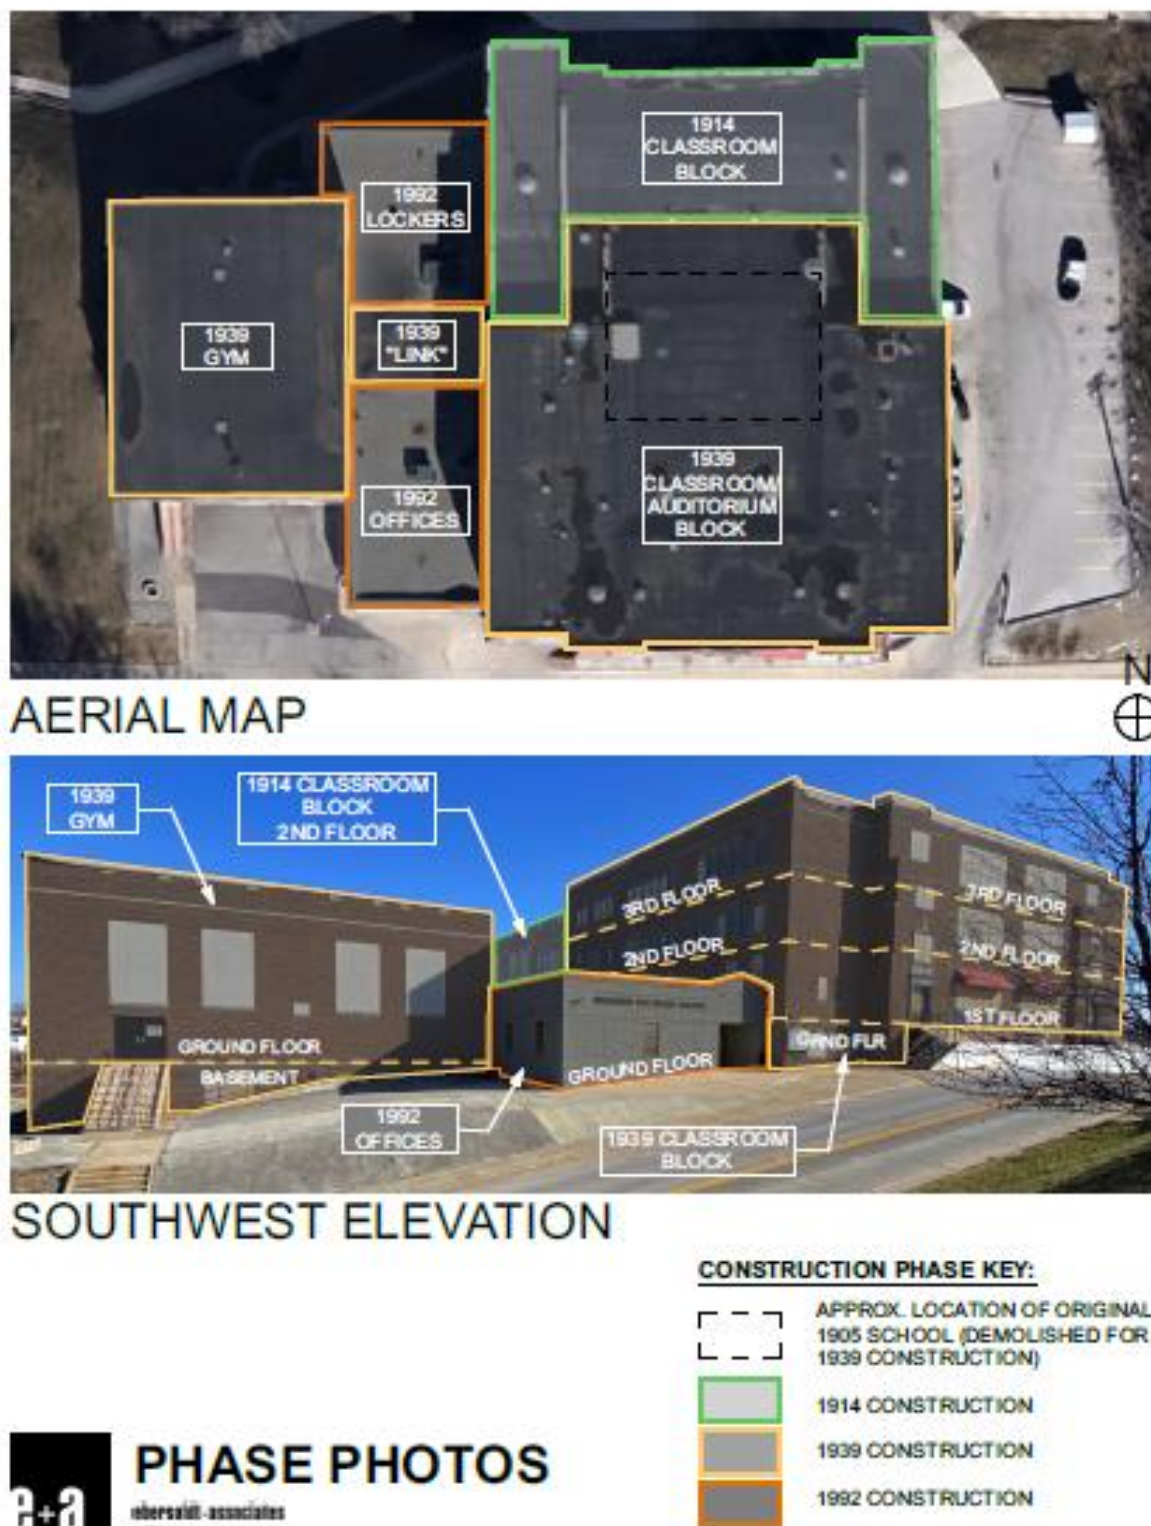 1914
CLASSROOM
BLOCK
1992
LOCKERS
1939
GYM
1939
"LINK"
1992
OFFICES
1939
CLASSROOM/
AUDITORIUM
BLOCK
N
AERIAL MAP
1939
GYM
1914 CLASSROOM
BLOCK
2ND FLOOR
3RD FLOOR
3RD FLOOR
2ND FLOOR
2ND FLOOR
1ST FLOOR
GROUND FLOOR
GRND FLR
BASEMENT
GROUND FLOOR
1992
OFFICES
1939 CLASSROOM
BLOCK
SOUTHWEST ELEVATION
CONSTRUCTION PHASE KEY:
APPROX. LOCATION OF ORIGINAL
1905 SCHOOL (DEMOLISHED FOR
1939 CONSTRUCTION)
1914 CONSTRUCTION
1939 CONSTRUCTION
1992 CONSTRUCTION
e+a
PHASE PHOTOS
ebersoldt+associates